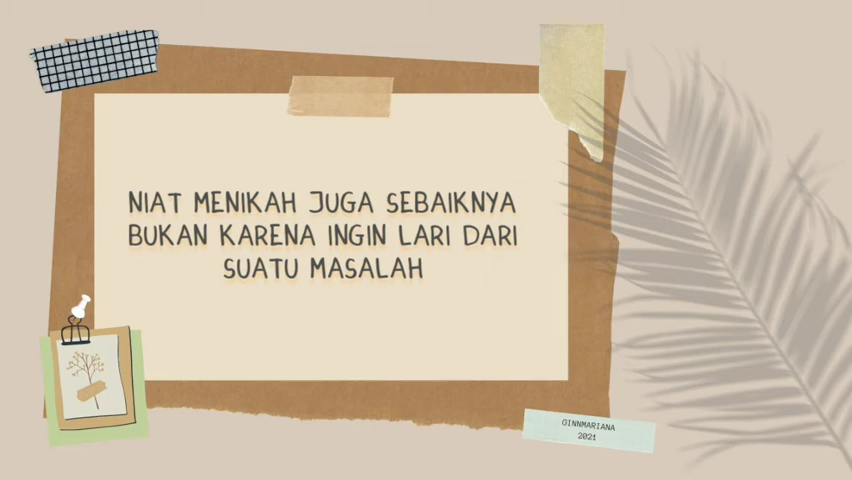 NIAT MENIKAH JUGA SEBAIKNYA
BUKAN KARENA INGIN LARI DARI
SUATU MASALAH
GINNMARIANA
2021